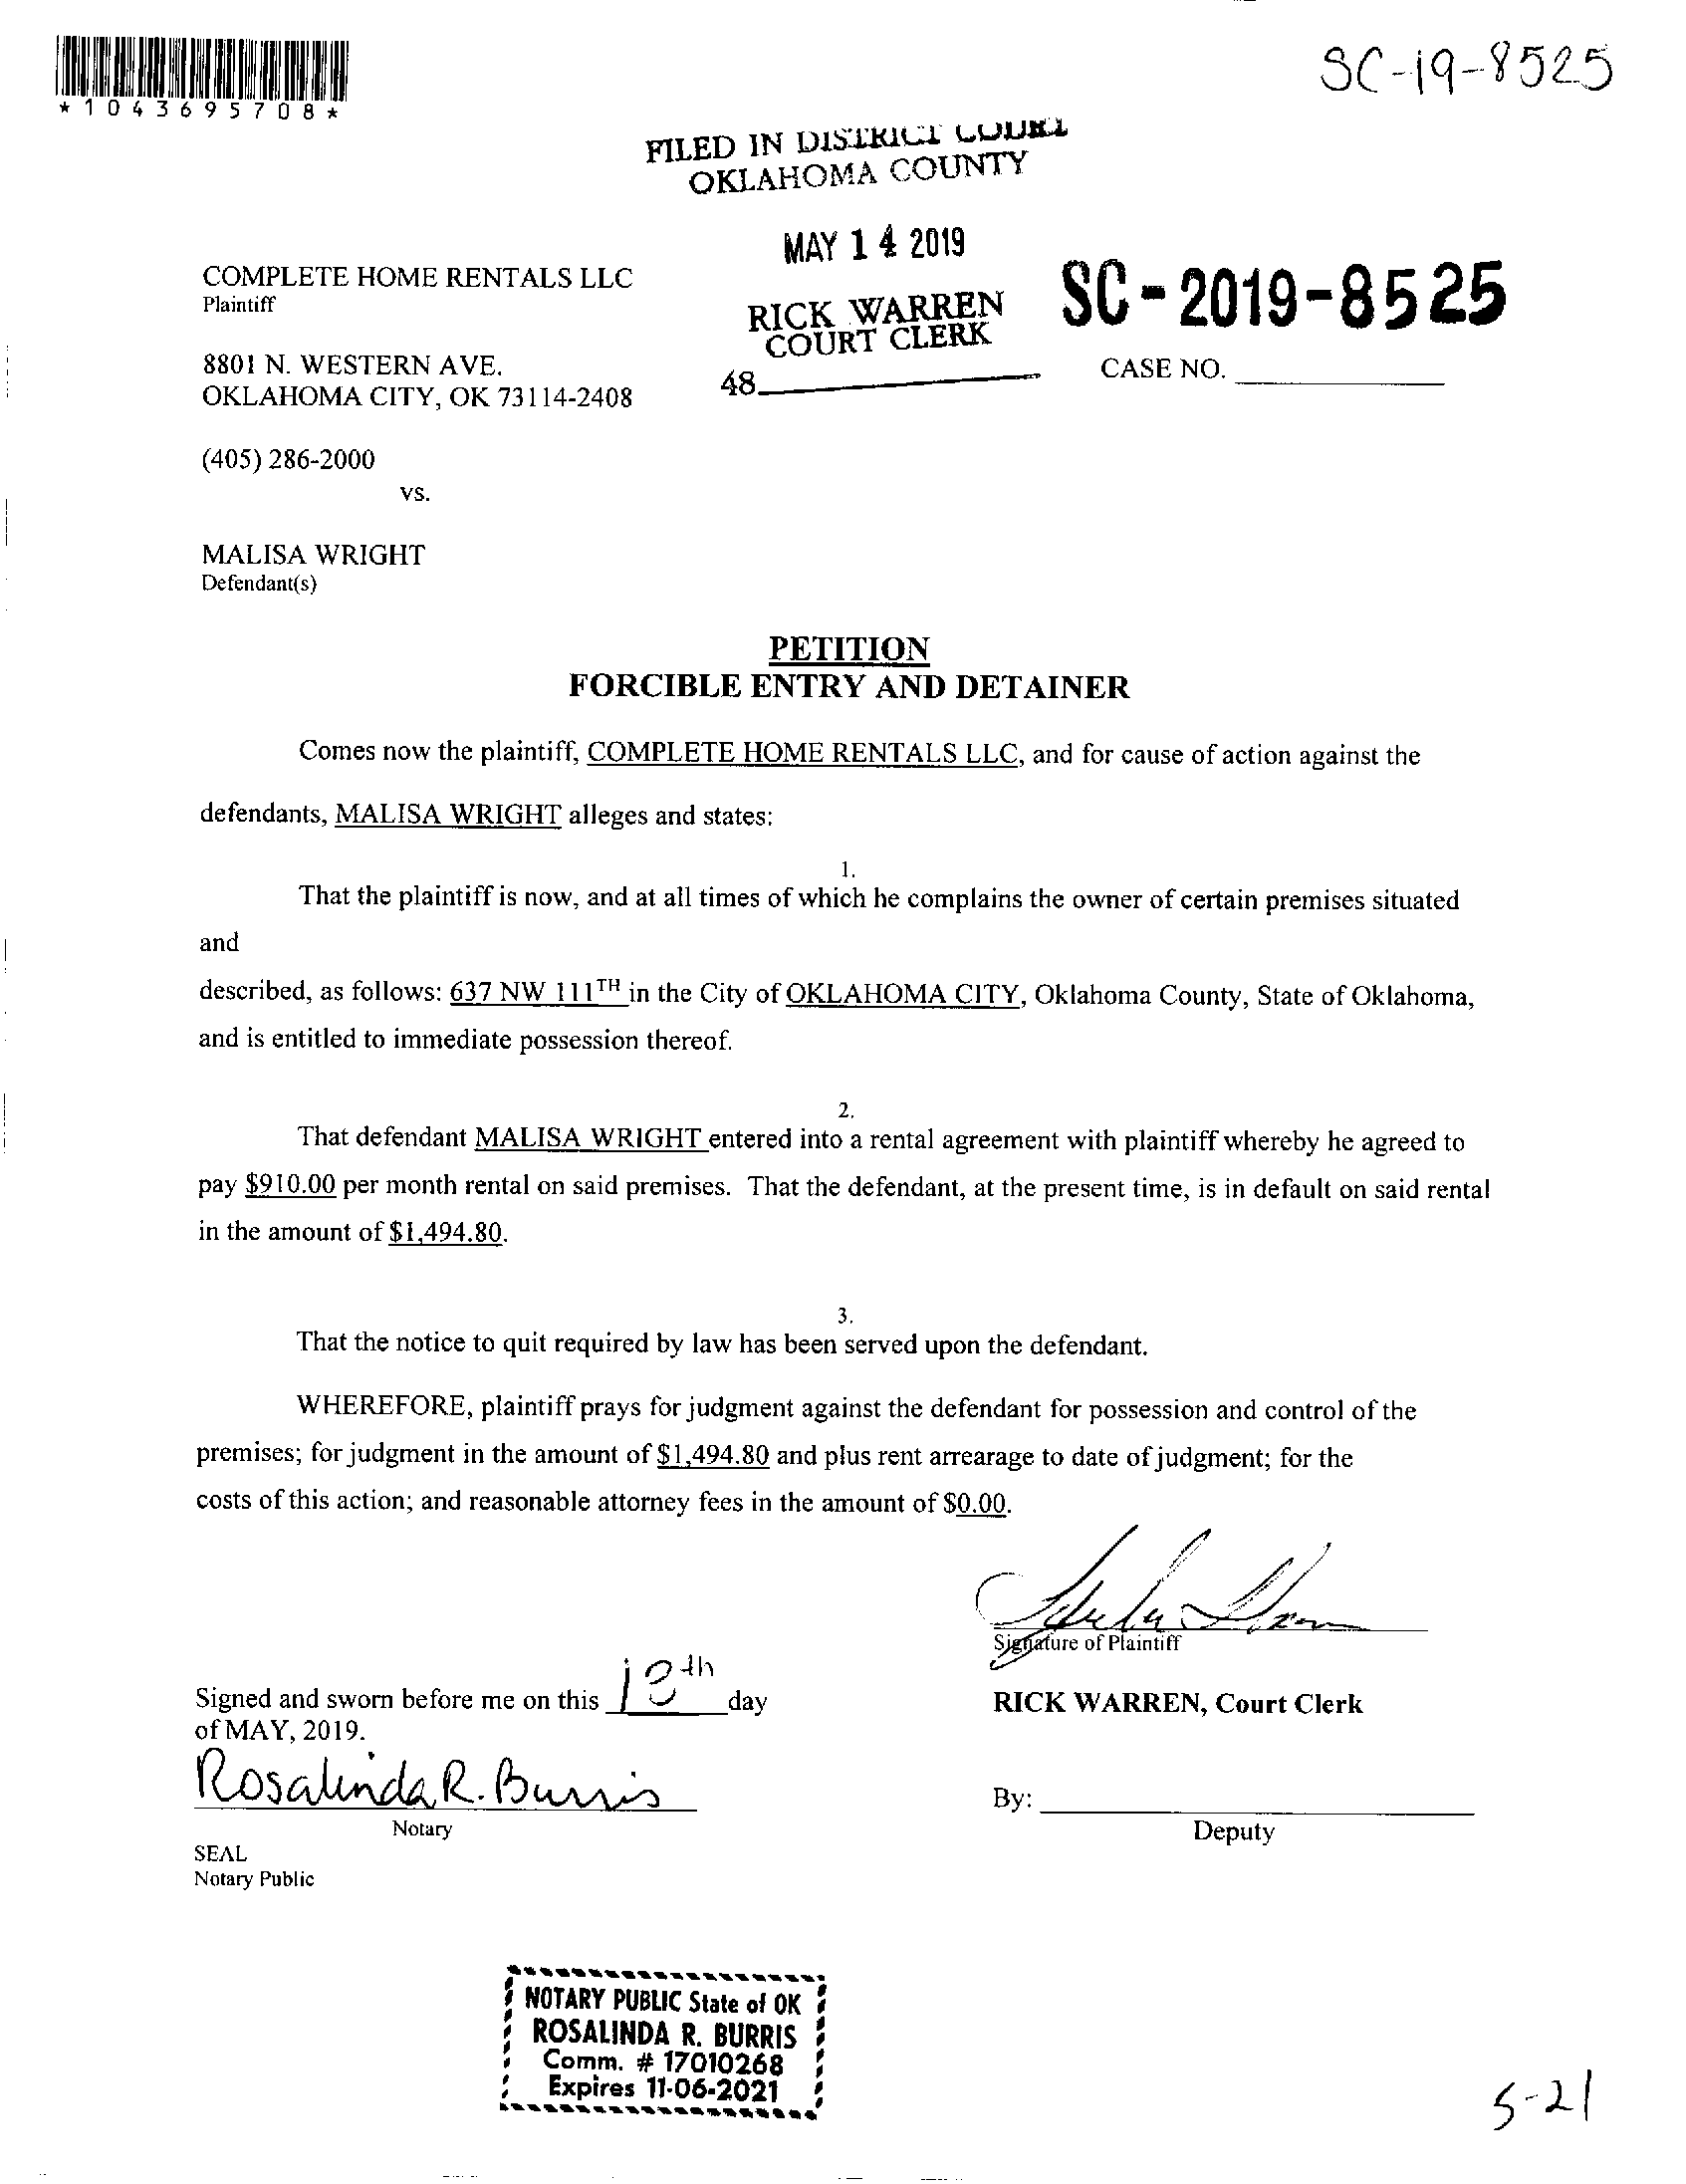 SC-19-8525
*1043695708*
FILED IN DISTRICT COURT
OKLAHOMA COUNTY
MAY 14 2019
RICK WARREN
COURT CLERK
48
SC-2019-8525
CASE NO.
COMPLETE HOME RENTALS LLC
Plaintiff
8801 N. WESTERN AVE.
OKLAHOMA CITY, OK 73114-2408
(405) 286-2000
vs.
MALISA WRIGHT
Defendant(s)
PETITION
FORCIBLE ENTRY AND DETAINER
Comes now the plaintiff, COMPLETE HOME RENTALS LLC, and for cause of action against the
defendants, MALISA WRIGHT alleges and states:
1.
That the plaintiff is now, and at all times of which he complains the owner of certain premises situated
and
described, as follows: 637 NW 111TH in the City of OKLAHOMA CITY, Oklahoma County, State of Oklahoma,
and is entitled to immediate possession thereof.
2.
That defendant MALISA WRIGHT entered into a rental agreement with plaintiff whereby he agreed to
pay $910.00 per month rental on said premises. That the defendant, at the present time, is in default on said rental
in the amount of $1,494.80.
3.
That the notice to quit required by law has been served upon the defendant.
WHEREFORE, plaintiff prays for judgment against the defendant for possession and control of the
premises; for judgment in the amount of $1,494.80 and plus rent arrearage to date of judgment; for the
costs of this action; and reasonable attorney fees in the amount of $0.00.
Signature of Plaintiff
Signed and sworn before me on this day
of MAY, 2019.
RICK WARREN, Court Clerk
Rosalinda R. Burris
Notary
By:
Deputy
SEAL
Notary Public
NOTARY PUBLIC State of OK
ROSALINDA R. BURRIS
Comm. # 17010268
Expires 11-06-2021
5-21